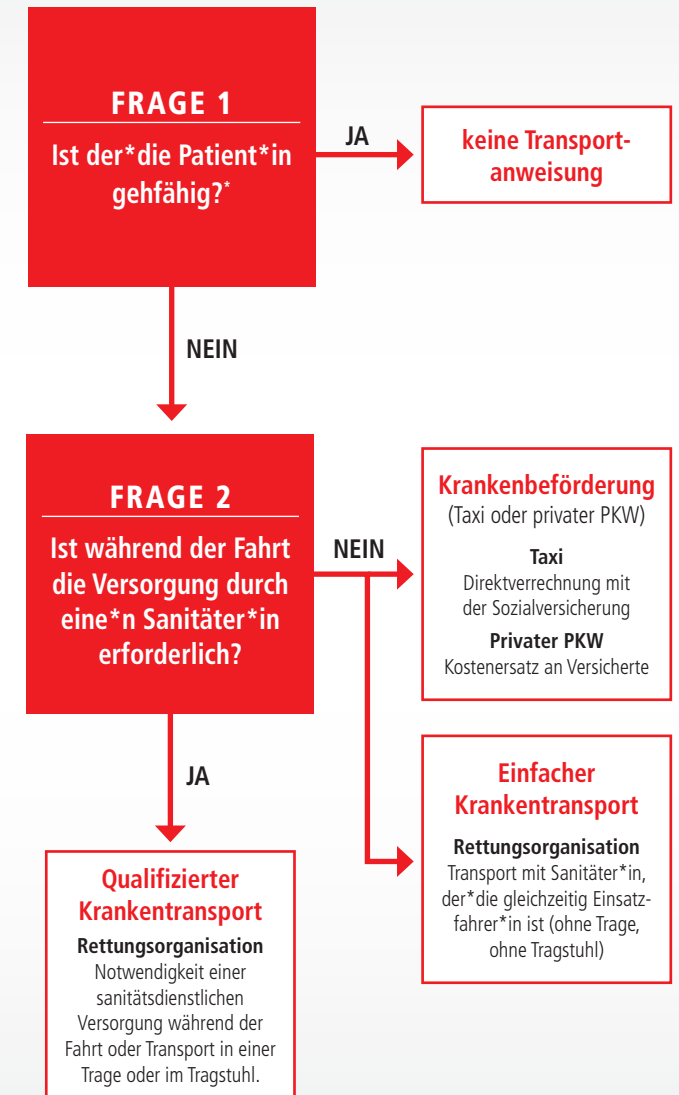 FRAGE 1
Ist der*die Patient*in
gehfähig?*
JA
keine Transport-
anweisung
NEIN
FRAGE 2
Ist während der Fahrt
die Versorgung durch
eine*n Sanitäter*in
erforderlich?
NEIN
Krankenbeförderung
(Taxi oder privater PKW)
Taxi
Direktverrechnung mit
der Sozialversicherung
Privater PKW
Kostenersatz an Versicherte
Einfacher
Krankentransport
Rettungsorganisation
Transport mit Sanitäter*in,
der*die gleichzeitig Einsatz-
fahrer*in ist (ohne Trage,
ohne Tragstuhl)
JA
Qualifizierter
Krankentransport
Rettungsorganisation
Notwendigkeit einer
sanitätsdienstlichen
Versorgung während der
Fahrt oder Transport in einer
Trage oder im Tragstuhl.